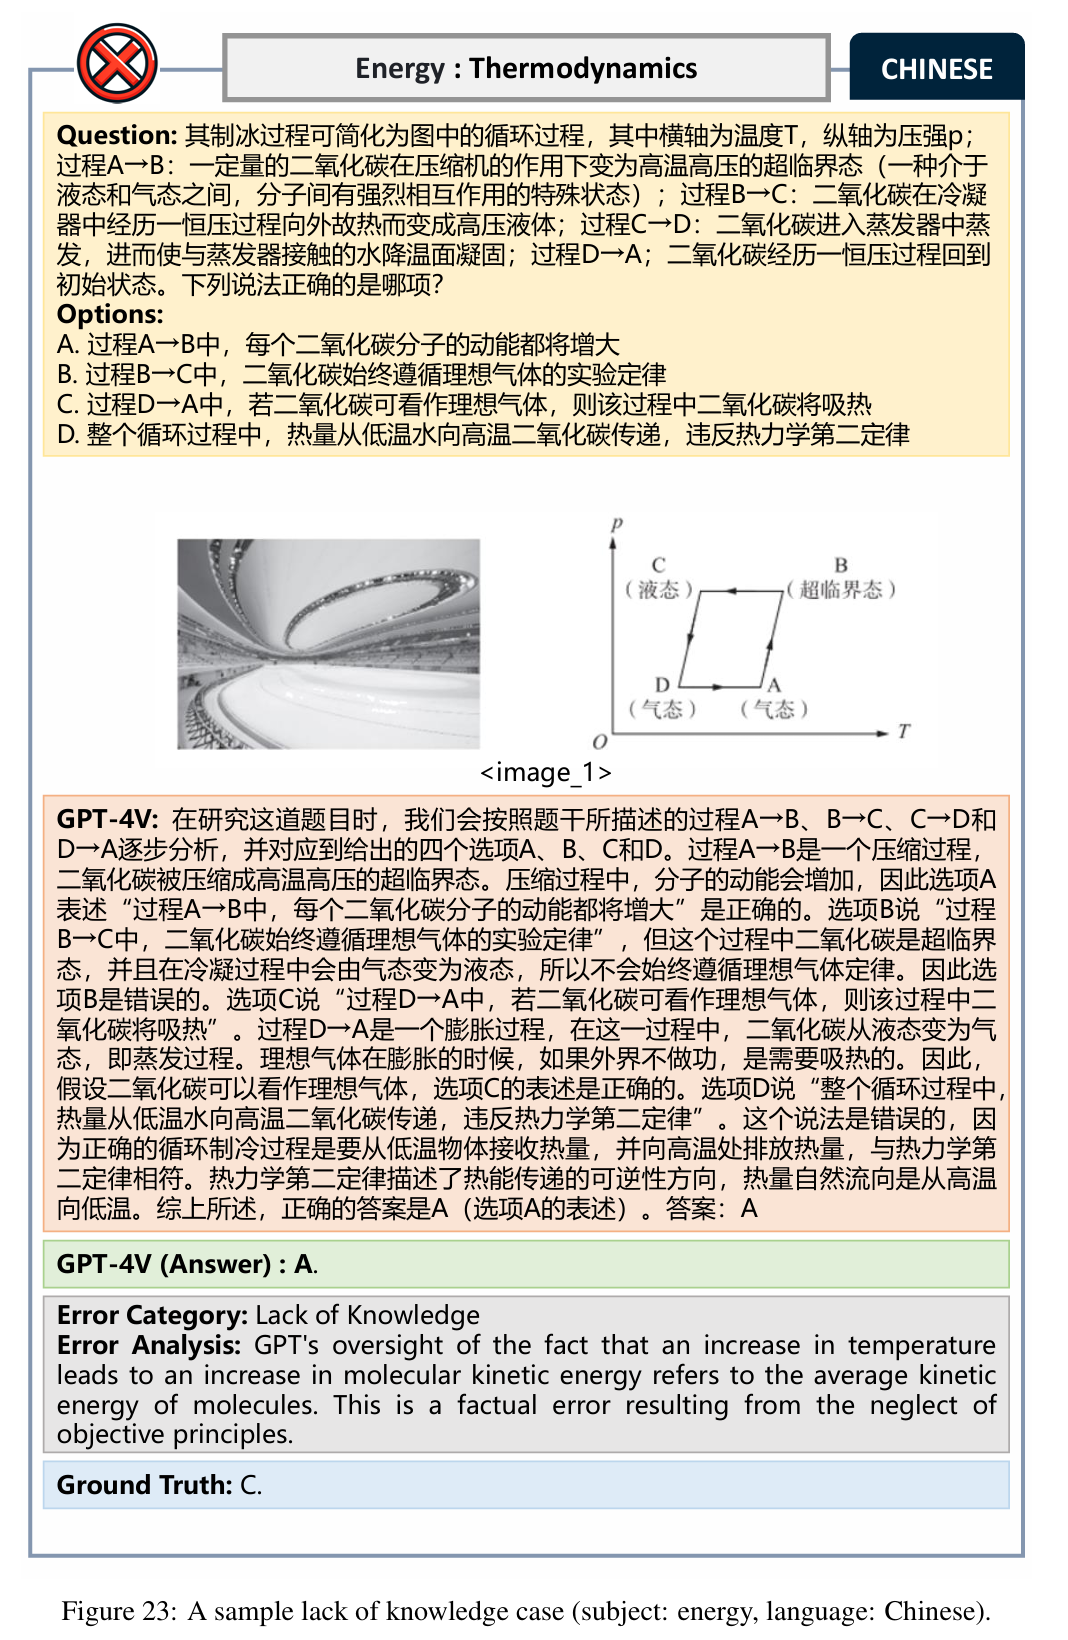 Energy : Thermodynamics
CHINESE
Question: 其制冰过程可简化为图中的循环过程，其中横轴为温度T，纵轴为压强p；
过程A→B：一定量的二氧化碳在压缩机的作用下变为高温高压的超临界态（一种介于
液态和气态之间，分子间有强烈相互作用的特殊状态）；过程B→C：二氧化碳在冷凝
器中经历一恒压过程向外故热而变成高压液体；过程C→D：二氧化碳进入蒸发器中蒸
发，进而使与蒸发器接触的水降温面凝固；过程D→A；二氧化碳经历一恒压过程回到
初始状态。下列说法正确的是哪项？
Options:
A. 过程A→B中，每个二氧化碳分子的动能都将增大
B. 过程B→C中，二氧化碳始终遵循理想气体的实验定律
C. 过程D→A中，若二氧化碳可看作理想气体，则该过程中二氧化碳将吸热
D. 整个循环过程中，热量从低温水向高温二氧化碳传递，违反热力学第二定律
p
C
B
（液态）
（超临界态）
D
A
（气态）
（气态）
O
T
<image_1>
GPT-4V: 在研究这道题目时，我们会按照题干所描述的过程A→B、B→C、C→D和
D→A逐步分析，并对应到给出的四个选项A、B、C和D。过程A→B是一个压缩过程，
二氧化碳被压缩成高温高压的超临界态。压缩过程中，分子的动能会增加，因此选项A
表述“过程A→B中，每个二氧化碳分子的动能都将增大”是正确的。选项B说“过程
B→C中，二氧化碳始终遵循理想气体的实验定律”，但这个过程中二氧化碳是超临界
态，并且在冷凝过程中会由气态变为液态，所以不会始终遵循理想气体定律。因此选
项B是错误的。选项C说“过程D→A中，若二氧化碳可看作理想气体，则该过程中二
氧化碳将吸热”。过程D→A是一个膨胀过程，在这一过程中，二氧化碳从液态变为气
态，即蒸发过程。理想气体在膨胀的时候，如果外界不做功，是需要吸热的。因此，
假设二氧化碳可以看作理想气体，选项C的表述是正确的。选项D说“整个循环过程中,
热量从低温水向高温二氧化碳传递，违反热力学第二定律”。这个说法是错误的，因
为正确的循环制冷过程是要从低温物体接收热量，并向高温处排放热量，与热力学第
二定律相符。热力学第二定律描述了热能传递的可逆性方向，热量自然流向是从高温
向低温。综上所述，正确的答案是A（选项A的表述）。答案：A
GPT-4V (Answer) : A.
Error Category: Lack of Knowledge
Error Analysis: GPT's oversight of the fact that an increase in temperature
leads to an increase in molecular kinetic energy refers to the average kinetic
energy of molecules. This is a factual error resulting from the neglect of
objective principles.
Ground Truth: C.
Figure 23: A sample lack of knowledge case (subject: energy, language: Chinese).